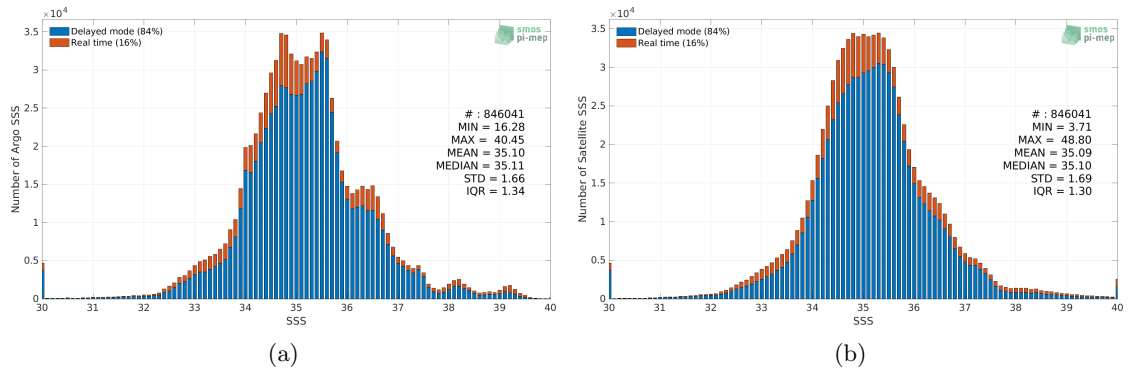 ×10^4
Delayed mode (84%)
Real time (16%)
smos
pi-mep
# : 846041
MIN = 16.28
MAX = 40.45
MEAN = 35.10
MEDIAN = 35.11
STD = 1.66
IQR = 1.34
Number of Argo SSS
3.5
3
2.5
2
1.5
1
0.5
0
30 31 32 33 34 35 36 37 38 39 40
SSS
(a)
×10^4
Delayed mode (84%)
Real time (16%)
smos
pi-mep
# : 846041
MIN = 3.71
MAX = 48.80
MEAN = 35.09
MEDIAN = 35.10
STD = 1.69
IQR = 1.30
Number of Satellite SSS
3.5
3
2.5
2
1.5
1
0.5
0
30 31 32 33 34 35 36 37 38 39 40
SSS
(b)